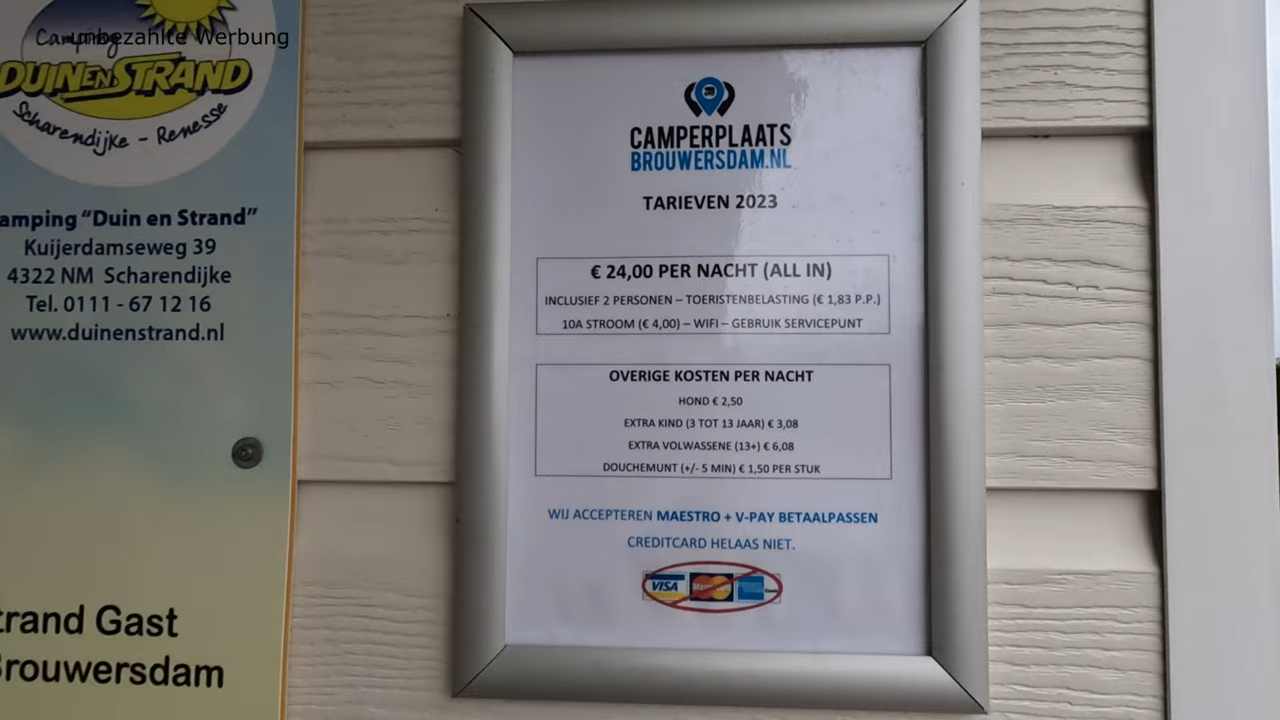 unbezahlte Werbung
Camping
DUIN EN STRAND
Scharendijke - Renesse
amping “Duin en Strand”
Kuijerdamseweg 39
4322 NM Scharendijke
Tel. 0111 - 67 12 16
www.duinenstrand.nl
trand Gast
Brouwersdam
CAMPERPLAATS
BROUWERSDAM.NL
TARIEVEN 2023
€ 24,00 PER NACHT (ALL IN)
INCLUSIEF 2 PERSONEN – TOERISTENBELASTING (€ 1,83 P.P.)
10A STROOM (€ 4,00) – WIFI – GEBRUIK SERVICEPUNT
OVERIGE KOSTEN PER NACHT
HOND € 2,50
EXTRA KIND (3 TOT 13 JAAR) € 3,08
EXTRA VOLWASSENE (13+) € 6,08
DOUCHEMUNT (+/- 5 MIN) € 1,50 PER STUK
WIJ ACCEPTEREN MAESTRO + V-PAY BETAALPASSEN
CREDITCARD HELAAS NIET.
VISA